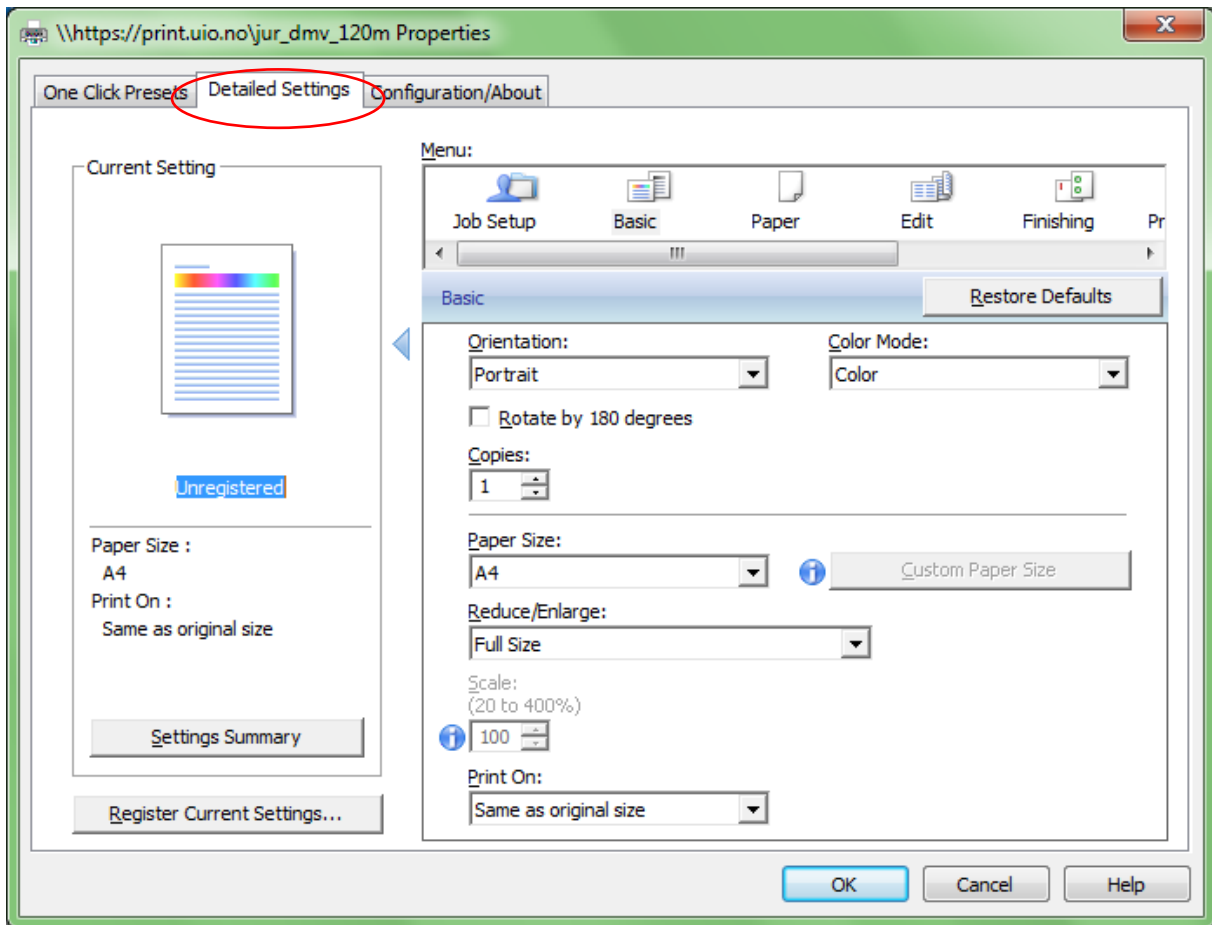 \\https://print.uio.no\jur_dmv_120m Properties
X
One Click Presets Detailed Settings Configuration/About
Current Setting
Unregistered
Paper Size :
A4
Print On :
Same as original size
Settings Summary
Register Current Settings...
Menu:
Job Setup Basic Paper Edit Finishing Pr
Basic Restore Defaults
Orientation: Color Mode:
Portrait Color
Rotate by 180 degrees
Copies:
1
Paper Size:
A4 Custom Paper Size
Reduce/Enlarge:
Full Size
Scale:
(20 to 400%)
100
Print On:
Same as original size
OK Cancel Help